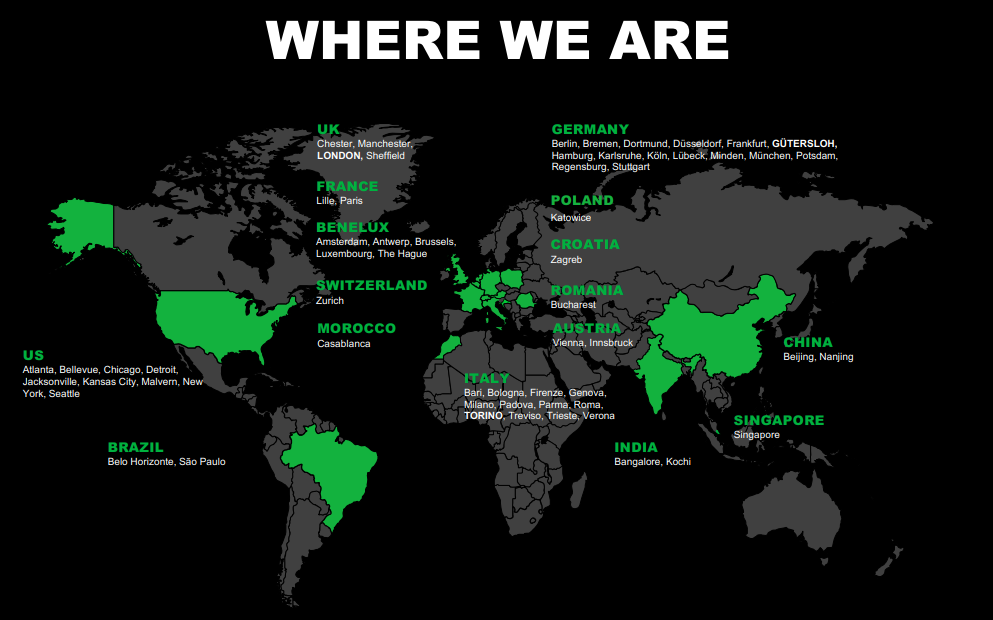 WHERE WE ARE
UK
Chester, Manchester,
LONDON, Sheffield
FRANCE
Lille, Paris
BENELUX
Amsterdam, Antwerp, Brussels,
Luxembourg, The Hague
SWITZERLAND
Zurich
MOROCCO
Casablanca
GERMANY
Berlin, Bremen, Dortmund, Düsseldorf, Frankfurt, GÜTERSLOH,
Hamburg, Karlsruhe, Köln, Lübeck, Minden, München, Potsdam,
Regensburg, Stuttgart
POLAND
Katowice
CROATIA
Zagreb
ROMANIA
Bucharest
AUSTRIA
Vienna, Innsbruck
CHINA
Beijing, Nanjing
US
Atlanta, Bellevue, Chicago, Detroit,
Jacksonville, Kansas City, Malvern, New
York, Seattle
ITALY
Bari, Bologna, Firenze, Genova,
Milano, Padova, Parma, Roma,
TORINO, Treviso, Trieste, Verona
SINGAPORE
Singapore
BRAZIL
Belo Horizonte, São Paulo
INDIA
Bangalore, Kochi